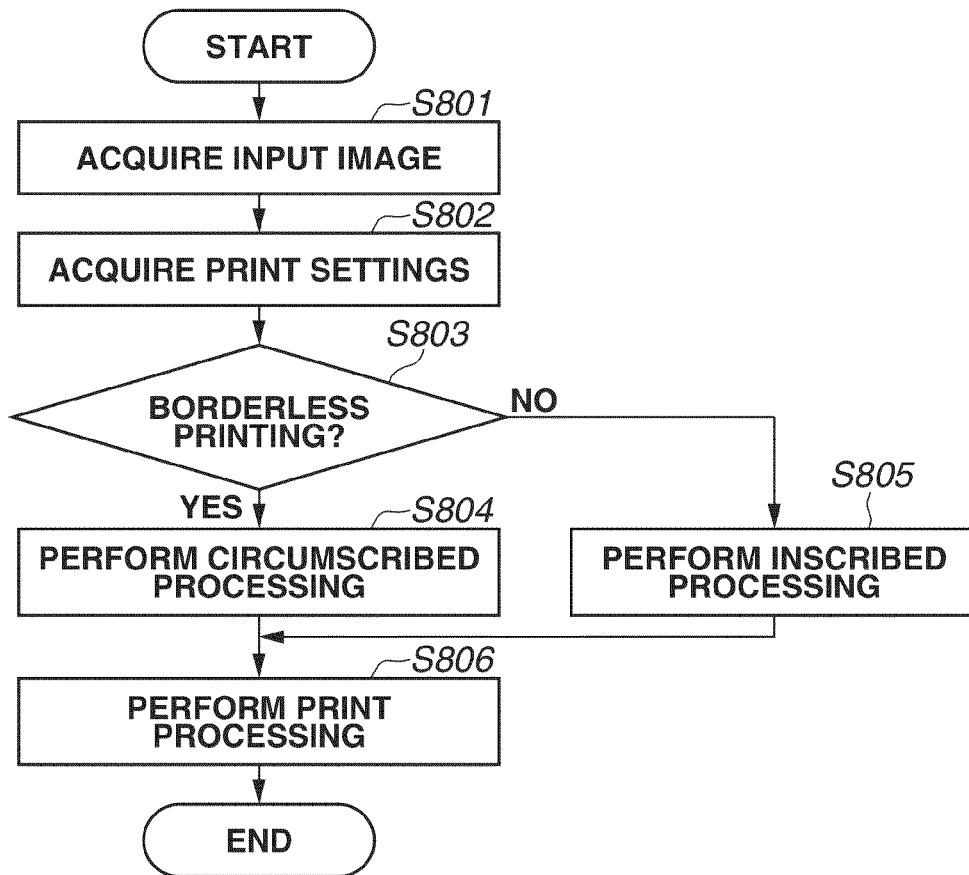 START
S801
ACQUIRE INPUT IMAGE
S802
ACQUIRE PRINT SETTINGS
S803
BORDERLESS
PRINTING?
NO
YES
S804
PERFORM CIRCUMSCRIBED
PROCESSING
S805
PERFORM INSCRIBED
PROCESSING
S806
PERFORM PRINT
PROCESSING
END